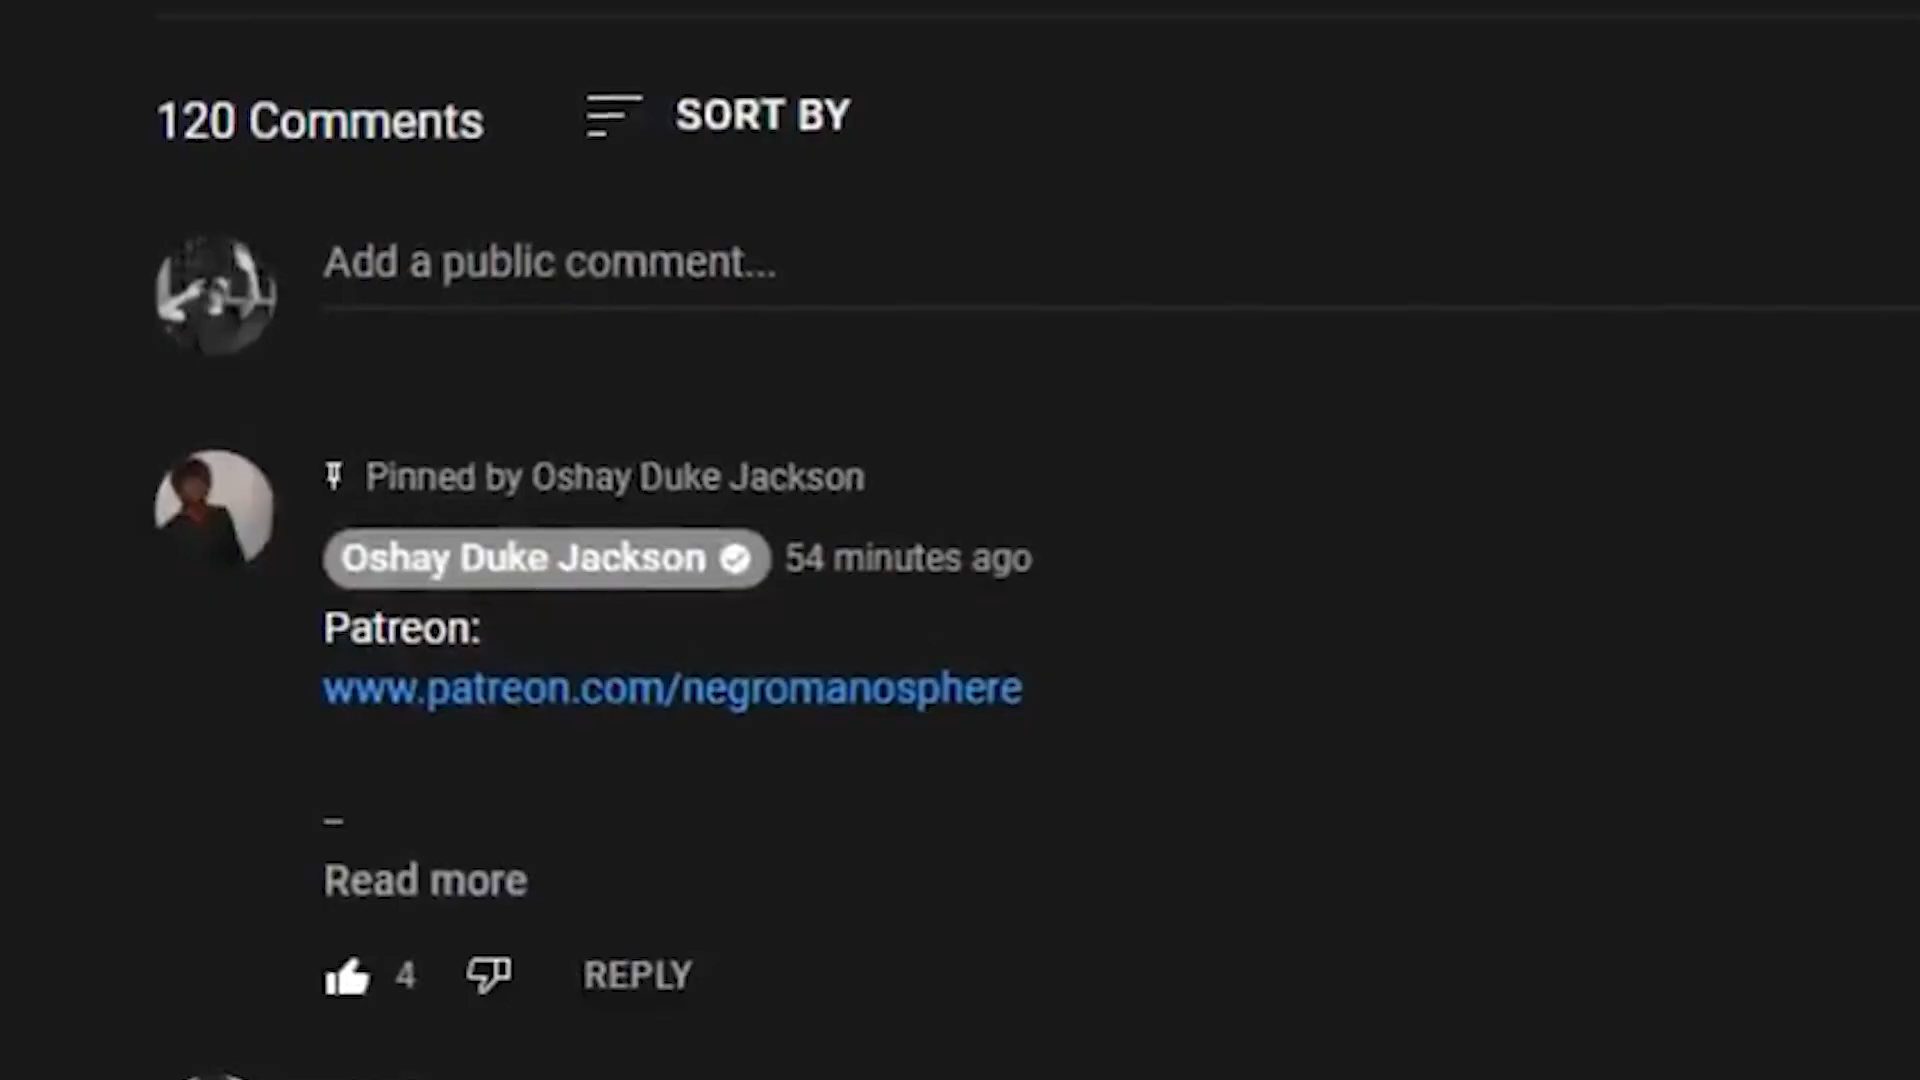 120 Comments
SORT BY
Add a public comment...
Pinned by Oshay Duke Jackson
Oshay Duke Jackson 54 minutes ago
Patreon:
www.patreon.com/negromanosphere
_
Read more
4 REPLY